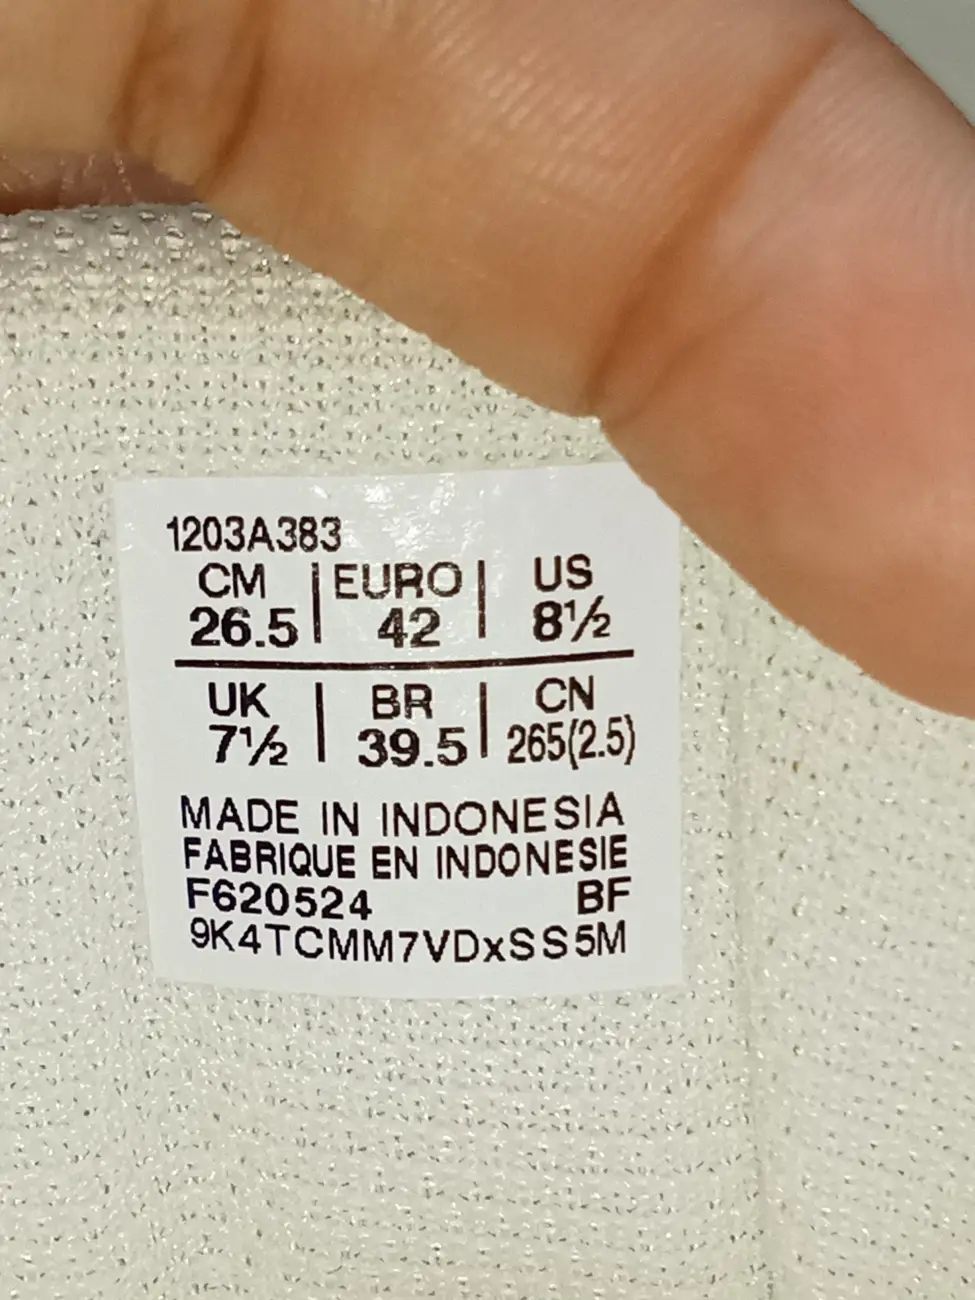 1203A383
CM | EURO | US
26.5 | 42 | 8½
UK | BR | CN
7½ | 39.5 | 265(2.5)
MADE IN INDONESIA
FABRIQUE EN INDONESIE
F620524 BF
9K4TCMM7VDxSS5M